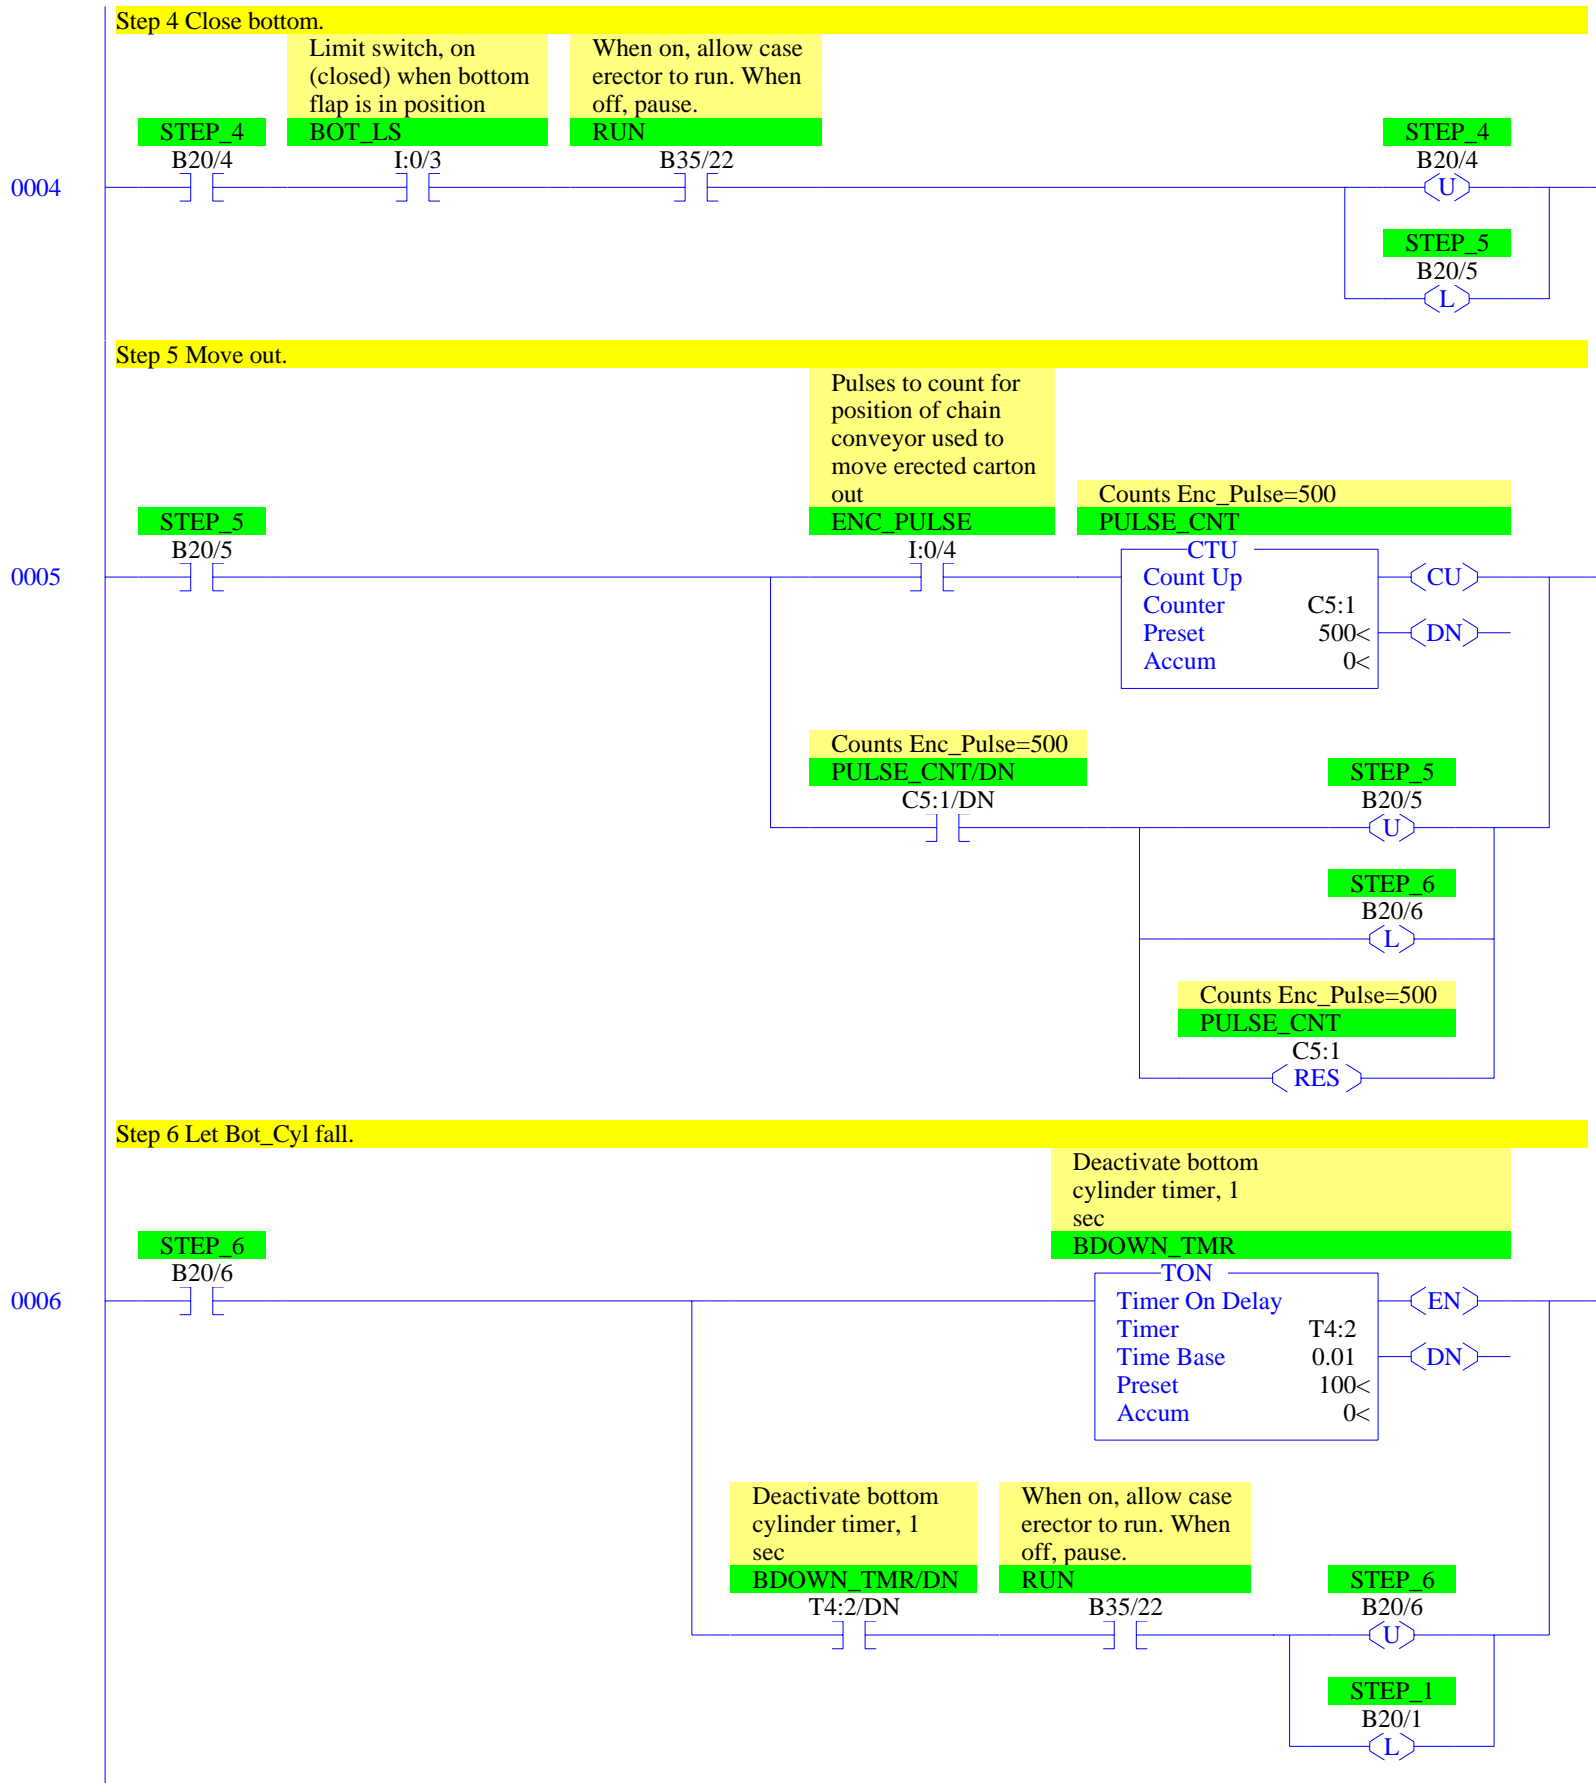 Step 4 Close bottom.
Limit switch, on
(closed) when bottom
flap is in position
When on, allow case
erector to run. When
off, pause.
STEP_4
BOT_LS
RUN
STEP_4
B20/4
I:0/3
B35/22
B20/4
0004
U
STEP_5
B20/5
L
Step 5 Move out.
Pulses to count for
position of chain
conveyor used to
move erected carton
out
Counts Enc_Pulse=500
STEP_5
ENC_PULSE
PULSE_CNT
B20/5
I:0/4
CTU
0005
Count Up
CU
Counter C5:1
Preset 500<
DN
Accum 0<
Counts Enc_Pulse=500
PULSE_CNT/DN
STEP_5
C5:1/DN
B20/5
U
STEP_6
B20/6
L
Counts Enc_Pulse=500
PULSE_CNT
C5:1
RES
Step 6 Let Bot_Cyl fall.
Deactivate bottom
cylinder timer, 1
sec
STEP_6
BDOWN_TMR
B20/6
TON
0006
Timer On Delay
EN
Timer T4:2
Time Base 0.01
DN
Preset 100<
Accum 0<
Deactivate bottom
cylinder timer, 1
sec
When on, allow case
erector to run. When
off, pause.
BDOWN_TMR/DN
RUN
STEP_6
T4:2/DN
B35/22
B20/6
U
STEP_1
B20/1
L